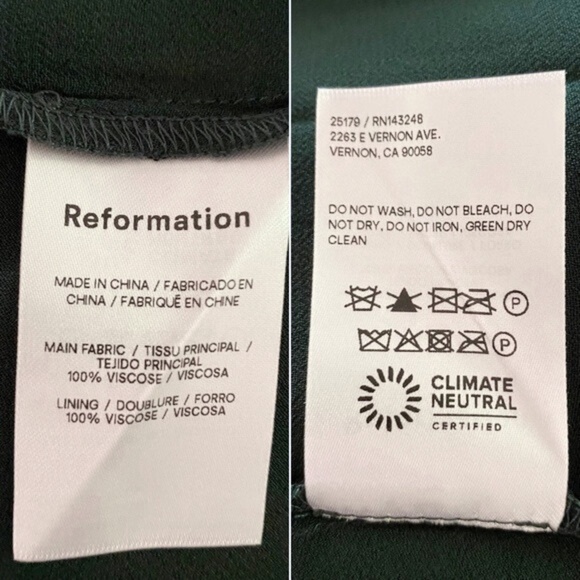 Reformation
MADE IN CHINA / FABRICADO EN
CHINA / FABRIQUÉ EN CHINE
MAIN FABRIC / TISSU PRINCIPAL /
TEJIDO PRINCIPAL
100% VISCOSE / VISCOSA
LINING / DOUBLURE / FORRO
100% VISCOSE / VISCOSA
25179 / RN143248
2263 E VERNON AVE.
VERNON, CA 90058
DO NOT WASH, DO NOT BLEACH, DO
NOT DRY, DO NOT IRON, GREEN DRY
CLEAN
P
P
CLIMATE
NEUTRAL
CERTIFIED